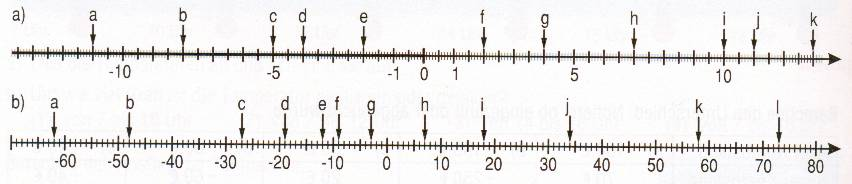 a) a b c d e f g h i j k
-10 -5 -1 0 1 5 10
b) a b c d e f g h i j k l
-60 -50 -40 -30 -20 -10 0 10 20 30 40 50 60 70 80